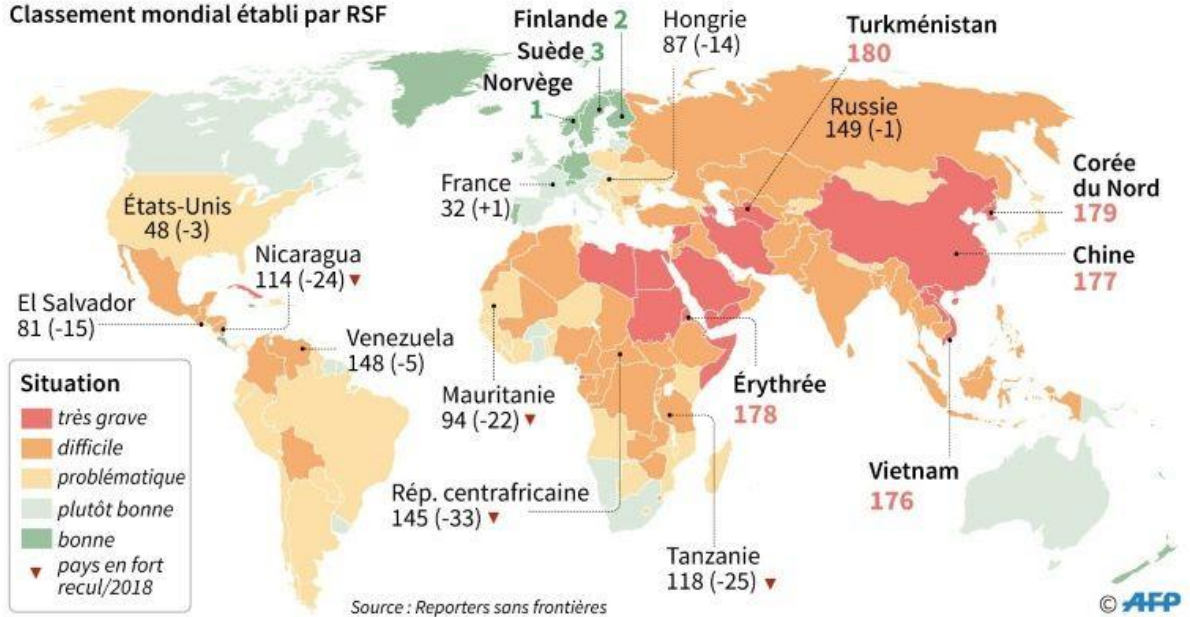 Classement mondial établi par RSF
Finlande 2
Suède 3
Norvège
1
Hongrie
87 (-14)
Turkménistan
180
Russie
149 (-1)
Corée
du Nord
179
Chine
177
France
32 (+1)
États-Unis
48 (-3)
Nicaragua
114 (-24)
El Salvador
81 (-15)
Venezuela
148 (-5)
Mauritanie
94 (-22)
Érythrée
178
Vietnam
176
Rép. centrafricaine
145 (-33)
Tanzanie
118 (-25)
Situation
très grave
difficile
problématique
plutôt bonne
bonne
pays en fort
recul/2018
Source : Reporters sans frontières
© AFP